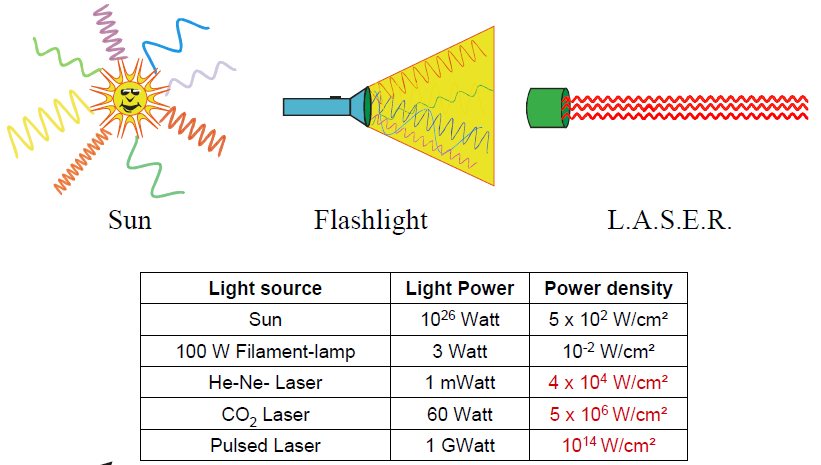 Sun Flashlight L.A.S.E.R.
Light source Light Power Power density
Sun 10²⁶ Watt 5 x 10² W/cm²
100 W Filament-lamp 3 Watt 10⁻² W/cm²
He-Ne- Laser 1 mWatt 4 x 10⁴ W/cm²
CO₂ Laser 60 Watt 5 x 10⁶ W/cm²
Pulsed Laser 1 GWatt 10¹⁴ W/cm²